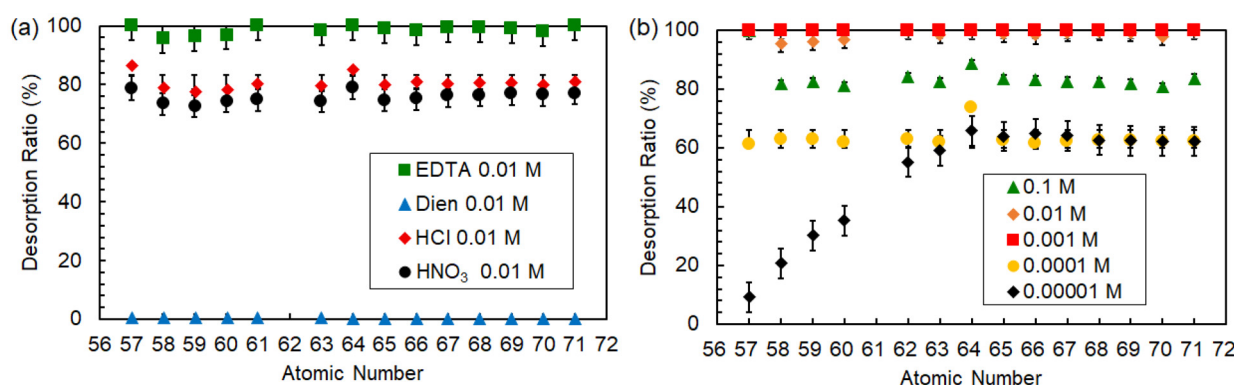 (a)
Desorption Ratio (%)
100
80
60
40
20
0
EDTA 0.01 M
Dien 0.01 M
HCl 0.01 M
HNO₃ 0.01 M
56 57 58 59 60 61 62 63 64 65 66 67 68 69 70 71 72
Atomic Number
(b)
Desorption Ratio (%)
100
80
60
40
20
0
0.1 M
0.01 M
0.001 M
0.0001 M
0.00001 M
56 57 58 59 60 61 62 63 64 65 66 67 68 69 70 71 72
Atomic Number